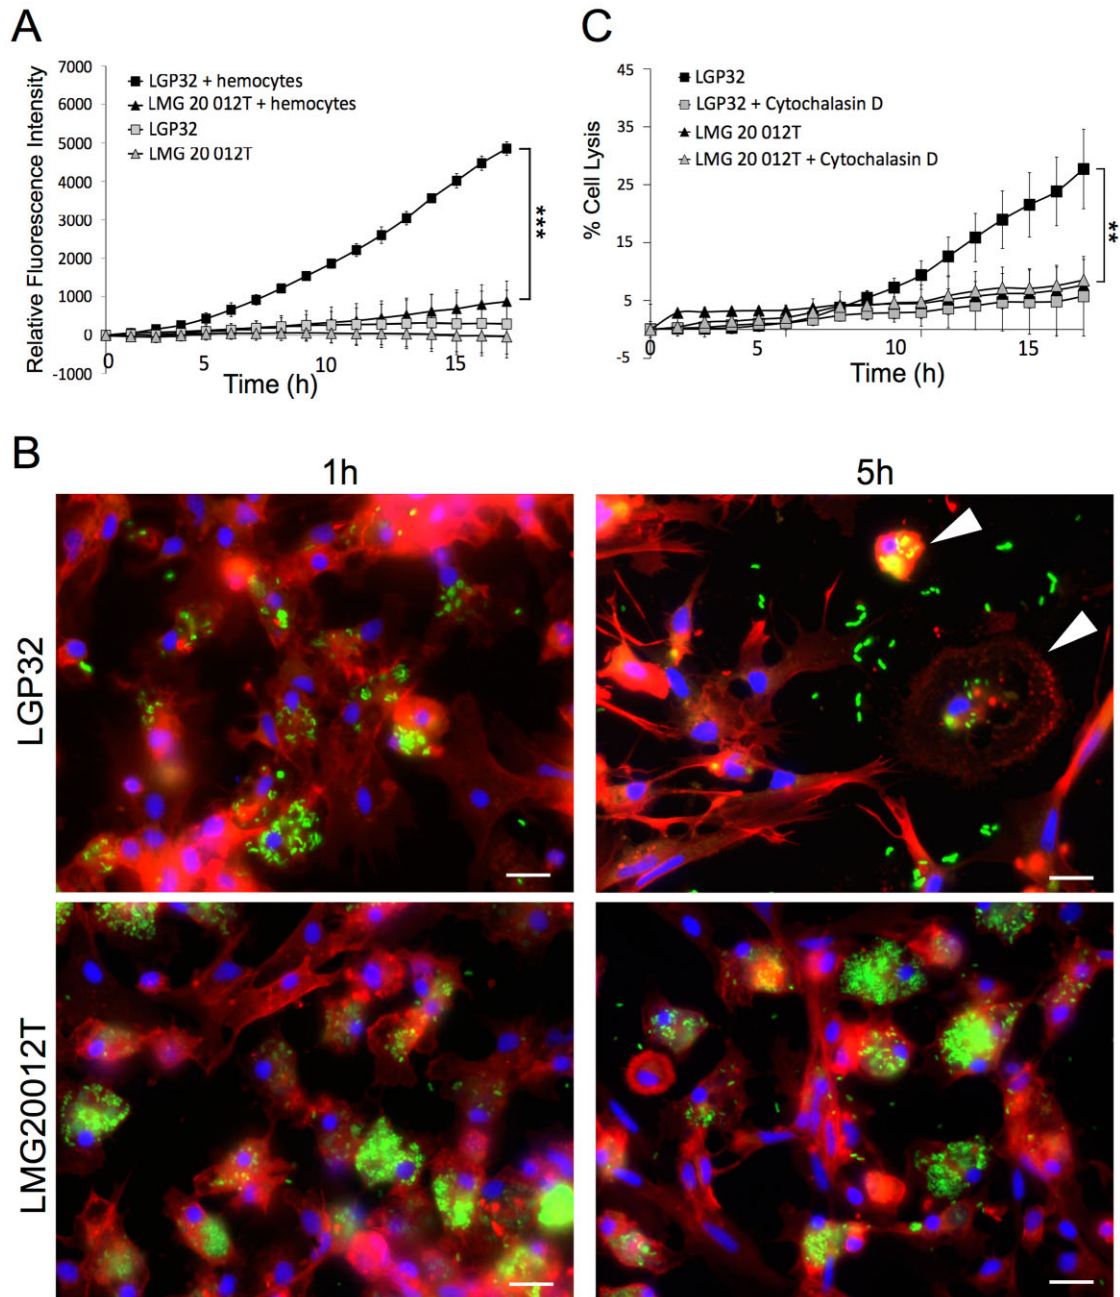 A
Relative Fluorescence Intensity
7000
6000
5000
4000
3000
2000
1000
0
-1000
LGP32 + hemocytes
LMG 20 012T + hemocytes
LGP32
LMG 20 012T
***
0 5 10 15
Time (h)
C
% Cell Lysis
45
35
25
15
5
-5
LGP32
LGP32 + Cytochalasin D
LMG 20 012T
LMG 20 012T + Cytochalasin D
**
0 5 10 15
Time (h)
B
1h
5h
LGP32
LMG20012T